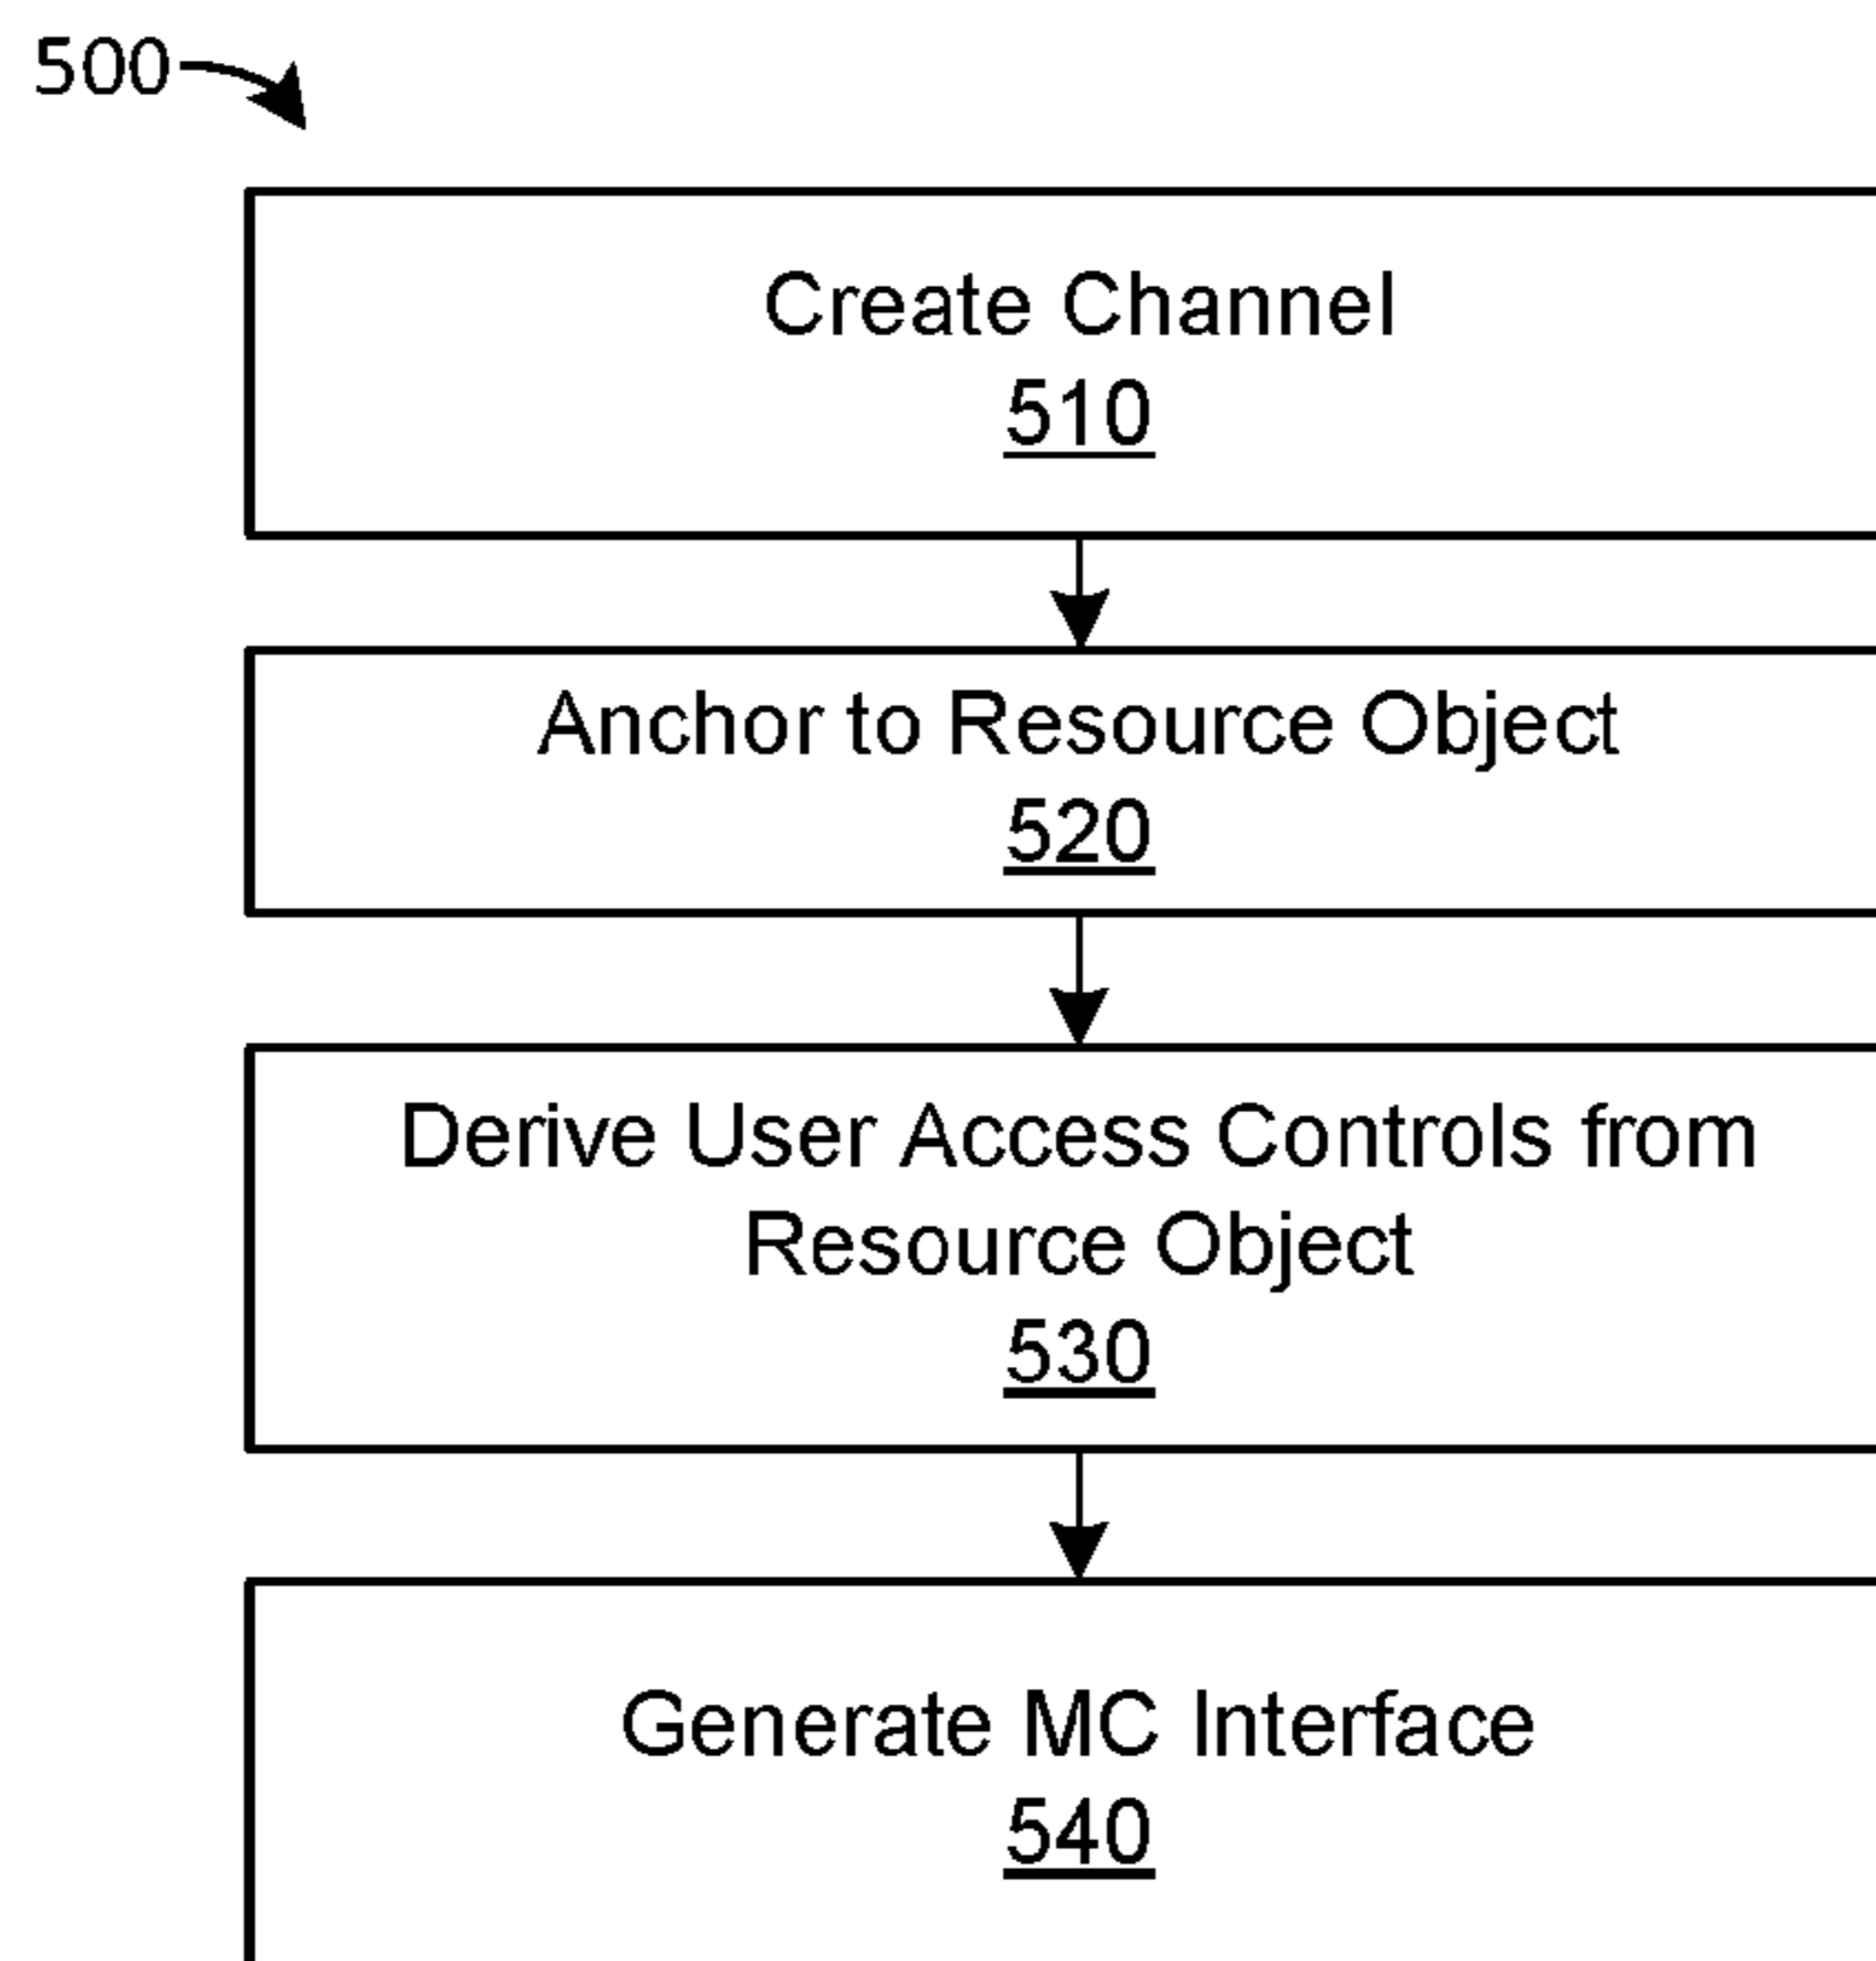 500
Create Channel
510
Anchor to Resource Object
520
Derive User Access Controls from
Resource Object
530
Generate MC Interface
540